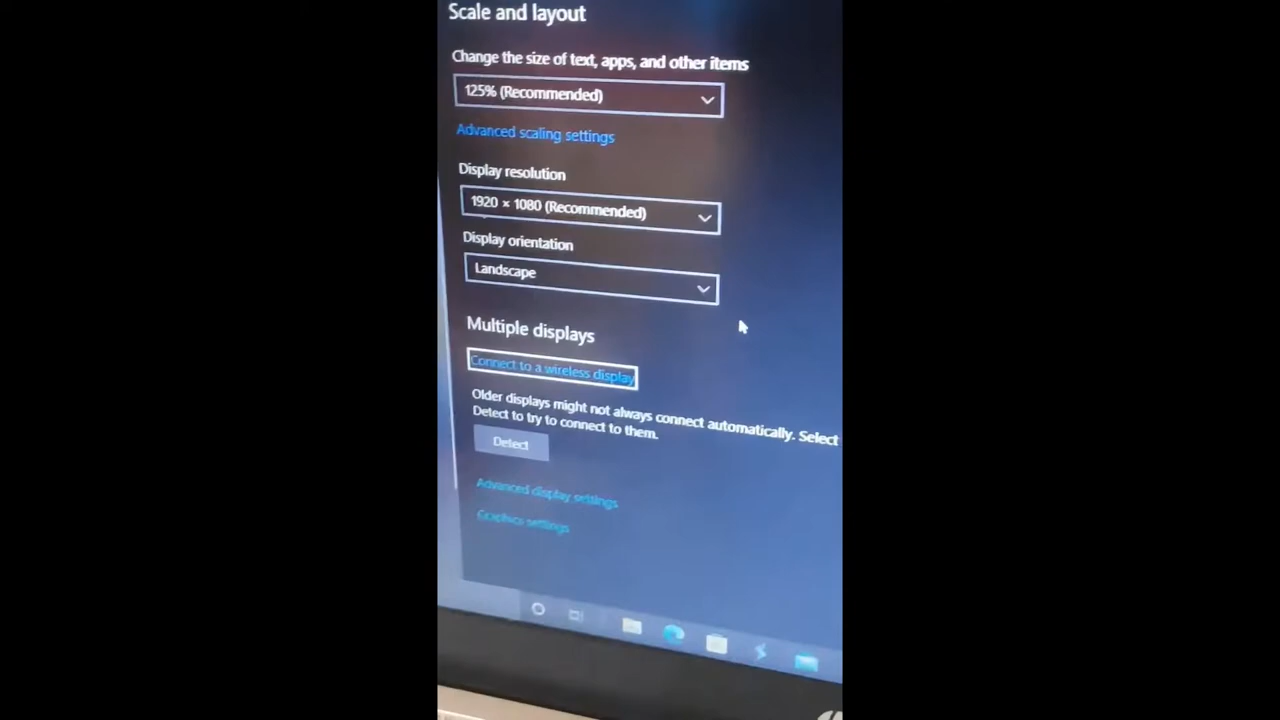 Scale and layout
Change the size of text, apps, and other items
125% (Recommended)
Advanced scaling settings
Display resolution
1920 × 1080 (Recommended)
Display orientation
Landscape
Multiple displays
Connect to a wireless display
Older displays might not always connect automatically. Select
Detect to try to connect to them.
Detect
Advanced display settings
Graphics settings